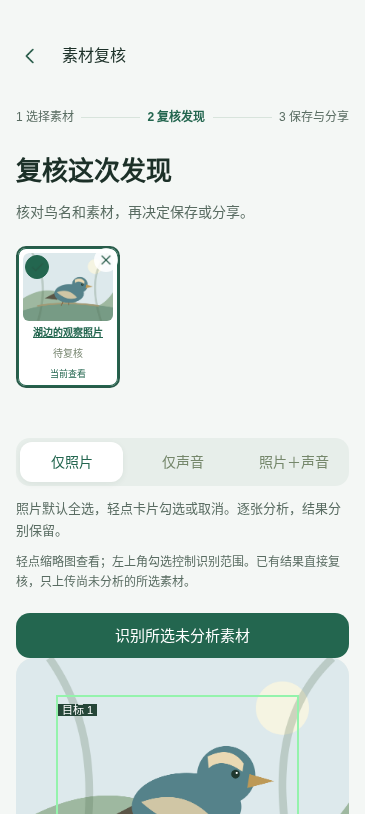 素材复核
1 选择素材
2 复核发现
3 保存与分享
复核这次发现
核对鸟名和素材，再决定保存或分享。
湖边的观察照片
待复核
当前查看
仅照片
仅声音
照片＋声音
照片默认全选，轻点卡片勾选或取消。逐张分析，结果分
别保留。
轻点缩略图查看；左上角勾选控制识别范围。已有结果直接复
核，只上传尚未分析的所选素材。
识别所选未分析素材
目标 1